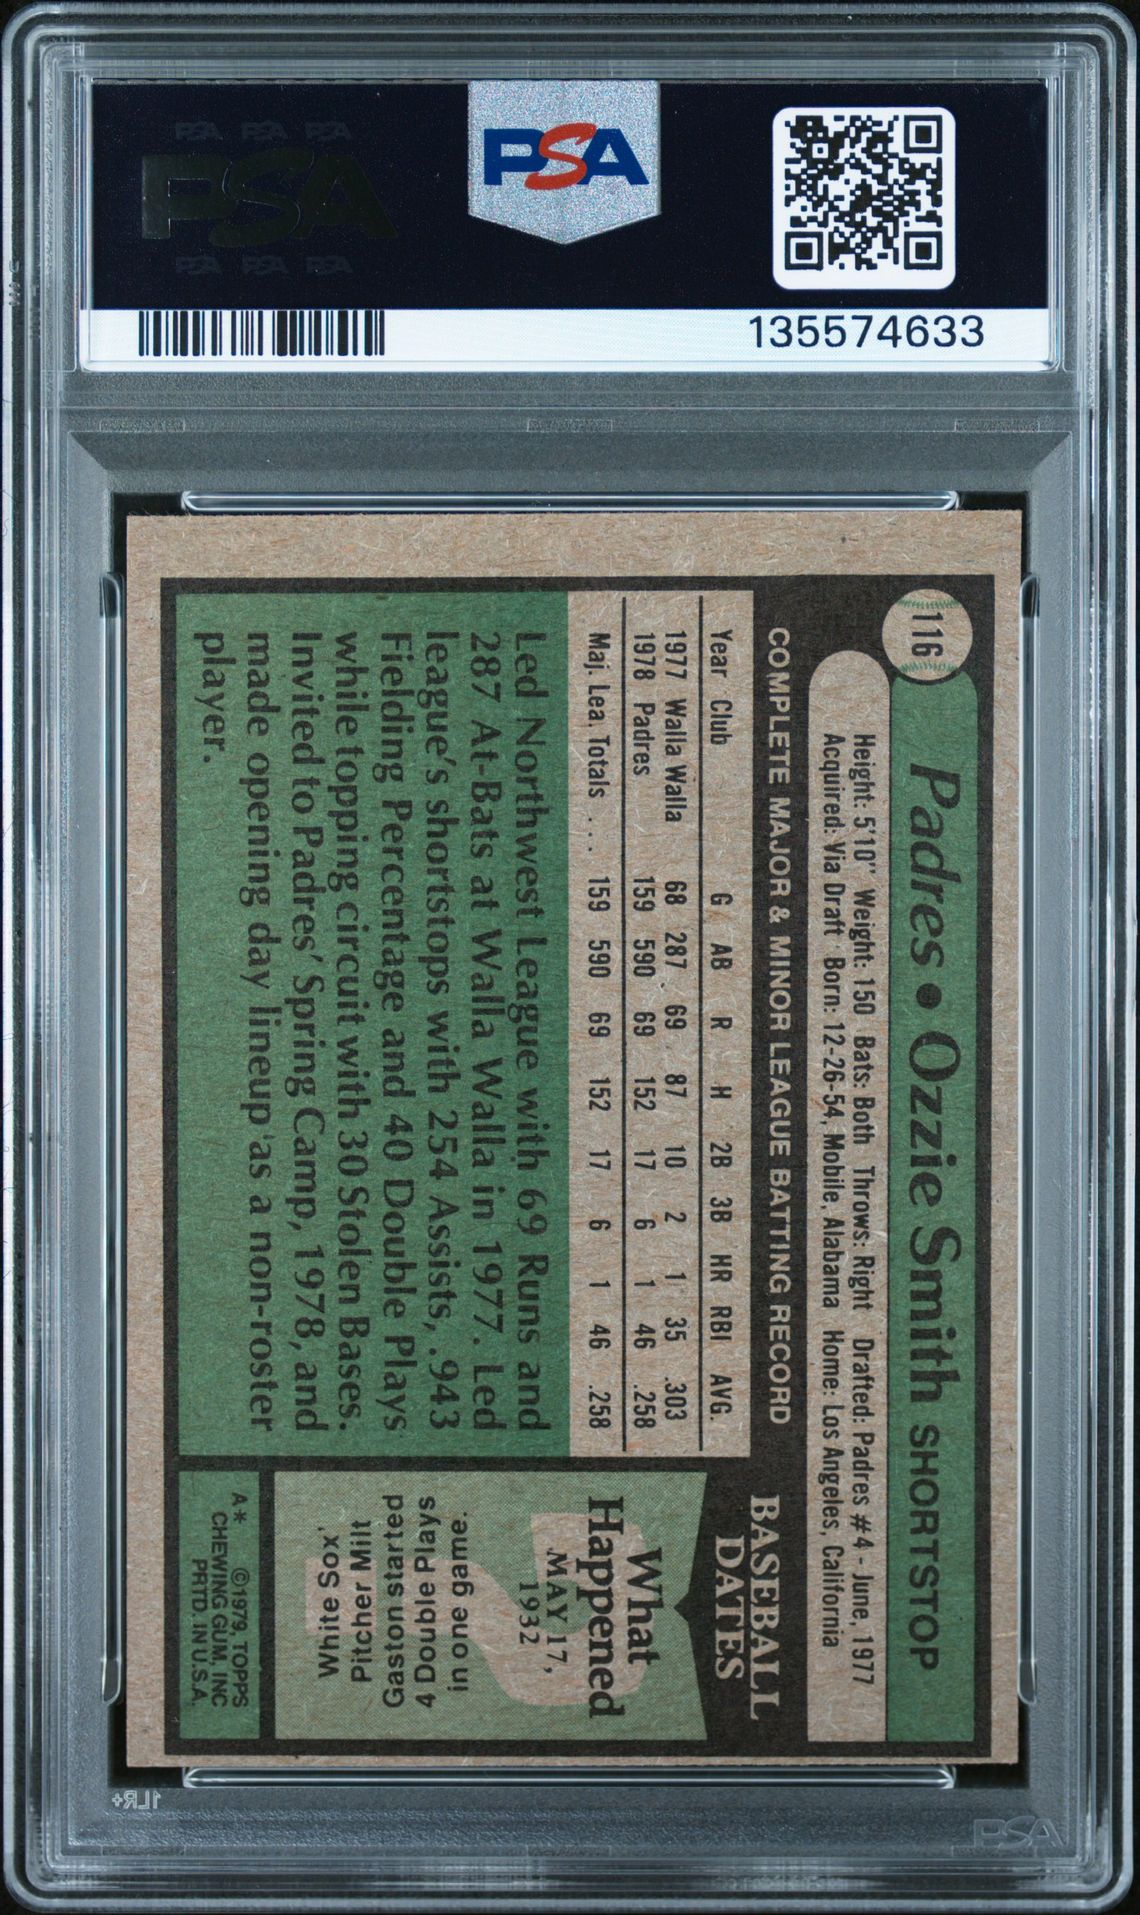 PSA PSA PSA
PSA
PSA PSA PSA
PSA
135574633
116
Padres • Ozzie Smith SHORTSTOP
Height: 5'10" Weight: 150 Bats: Both Throws: Right Drafted: Padres #4 - June, 1977
Acquired: Via Draft Born: 12-26-54, Mobile, Alabama Home: Los Angeles, California
COMPLETE MAJOR & MINOR LEAGUE BATTING RECORD
Year Club G AB R H 2B 3B HR RBI AVG.
1977 Walla Walla 68 287 69 87 10 2 1 35 .303
1978 Padres 159 590 69 152 17 6 1 46 .258
Maj. Lea. Totals .... 159 590 69 152 17 6 1 46 .258
Led Northwest League with 69 Runs and
287 At-Bats at Walla Walla in 1977. Led
league's shortstops with 254 Assists, .943
Fielding Percentage and 40 Double Plays
while topping circuit with 30 Stolen Bases.
Invited to Padres' Spring Camp, 1978, and
made opening day lineup as a non-roster
player.
BASEBALL
DATES
What
Happened
MAY 17,
1932
?
White Sox'
Pitcher Milt
Gaston started
4 Double Plays
in one game.
A* ©1979, TOPPS
CHEWING GUM, INC
PRTD. IN U.S.A.
1LR+
PSA